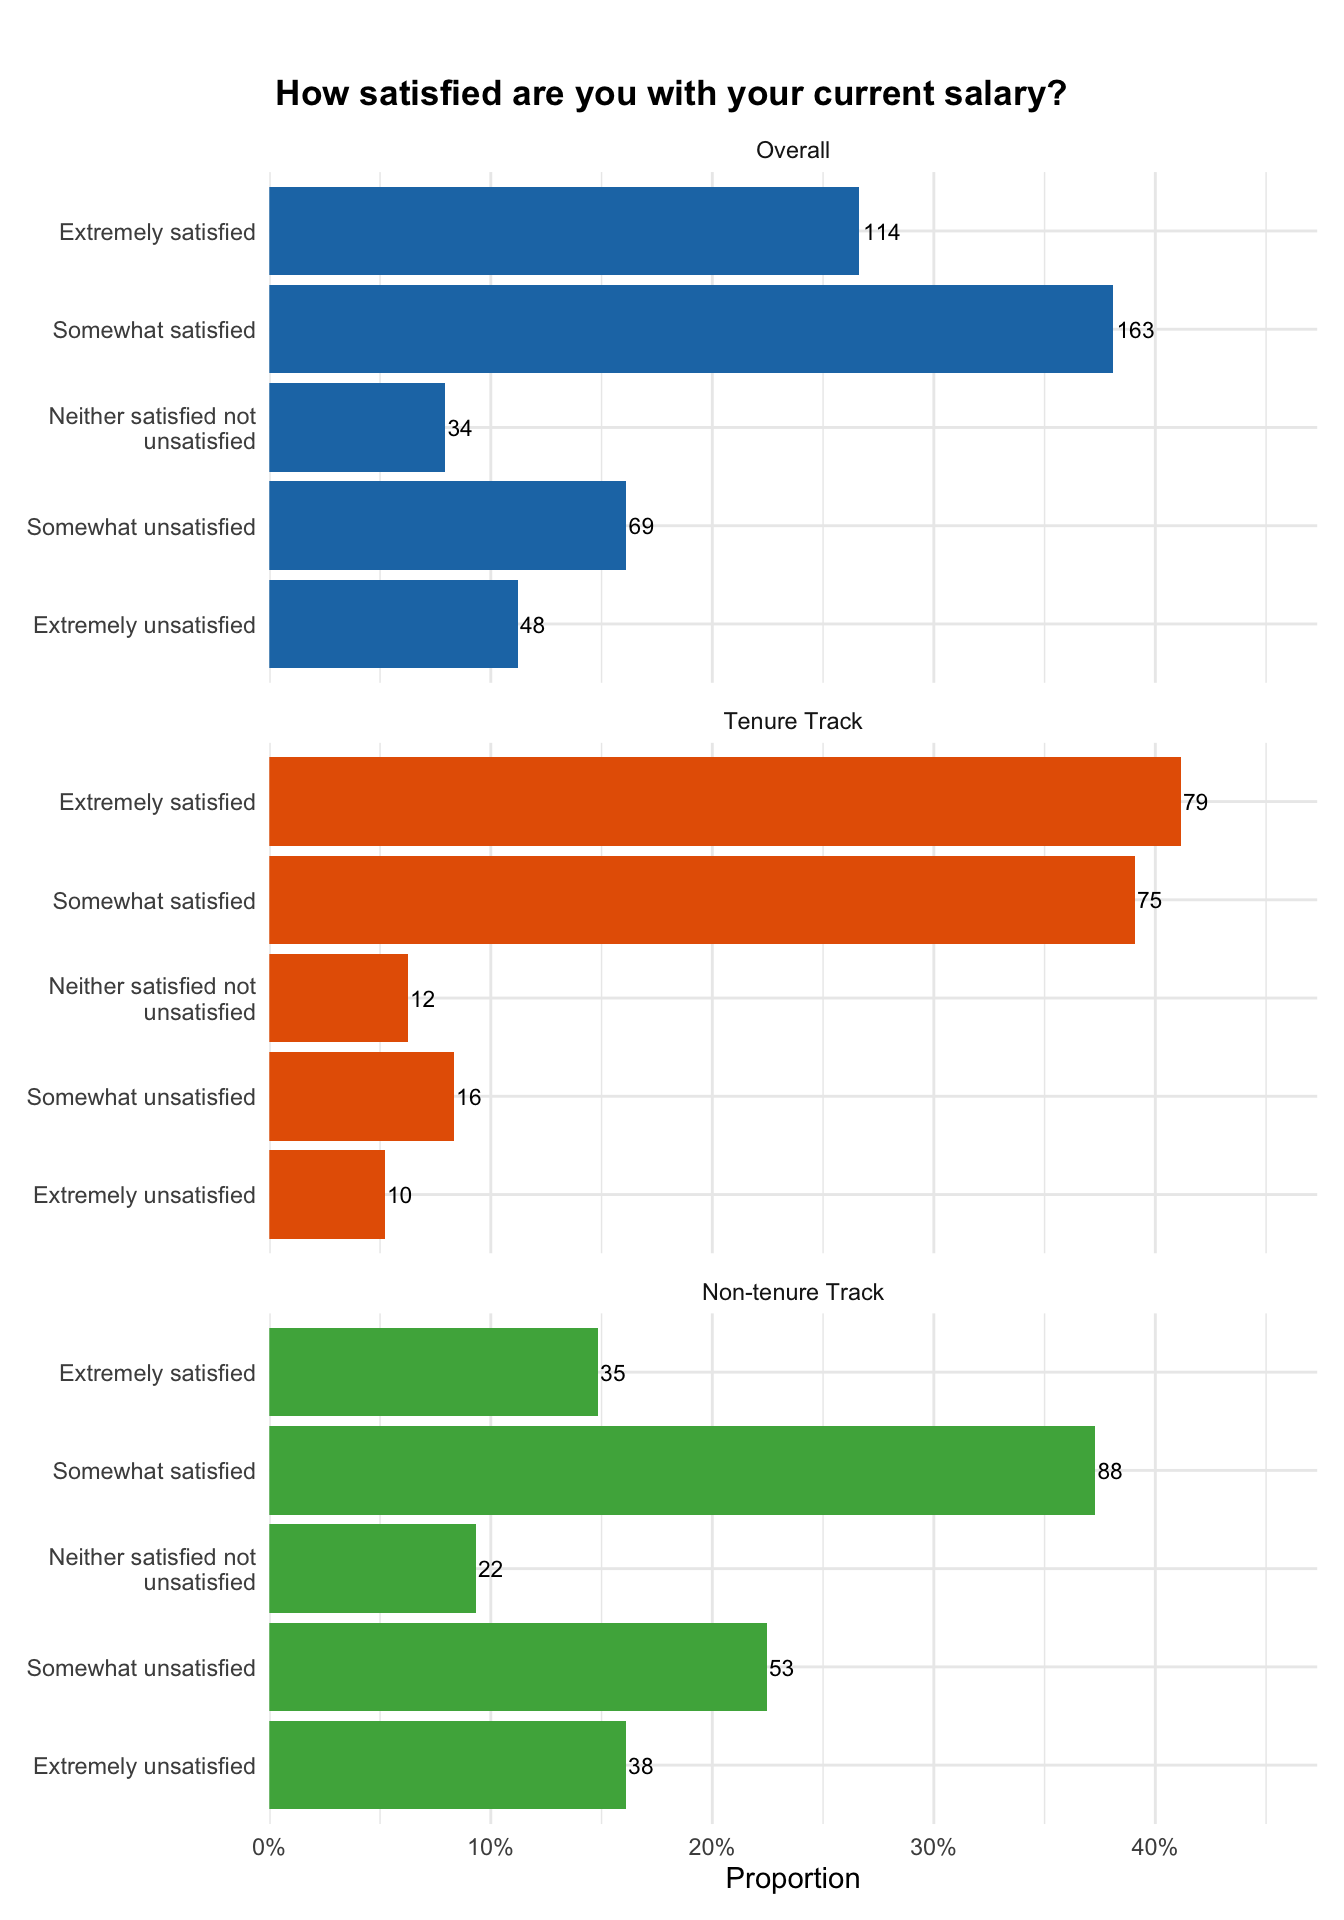 How satisfied are you with your current salary?
Overall
Extremely satisfied
114
Somewhat satisfied
163
Neither satisfied not
unsatisfied
34
Somewhat unsatisfied
69
Extremely unsatisfied
48
Tenure Track
Extremely satisfied
79
Somewhat satisfied
75
Neither satisfied not
unsatisfied
12
Somewhat unsatisfied
16
Extremely unsatisfied
10
Non-tenure Track
Extremely satisfied
35
Somewhat satisfied
88
Neither satisfied not
unsatisfied
22
Somewhat unsatisfied
53
Extremely unsatisfied
38
0% 10% 20% 30% 40%
Proportion